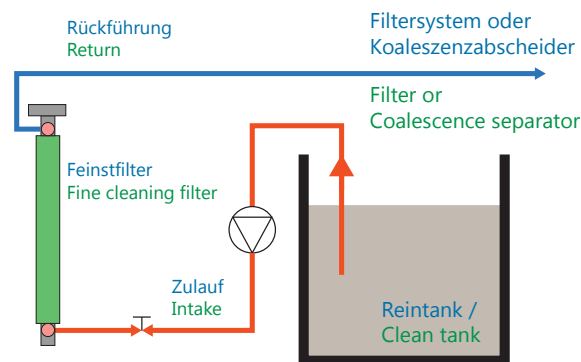 Rückführung
Return
Filtersystem oder
Koaleszenzabscheider
Filter or
Coalescence separator
Feinstfilter
Fine cleaning filter
Zulauf
Intake
Reintank /
Clean tank